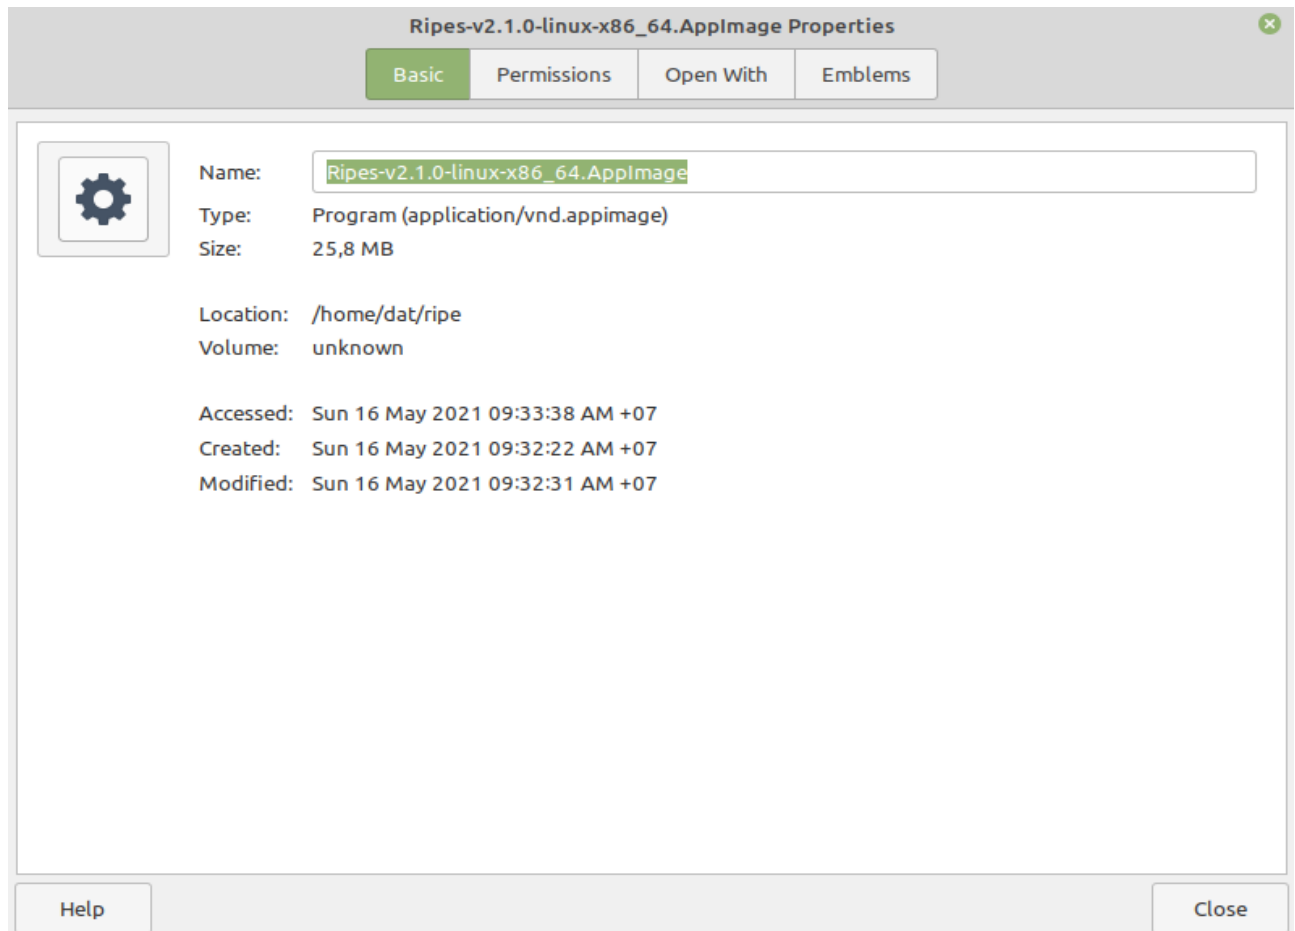 Ripes-v2.1.0-linux-x86_64.AppImage Properties
Basic Permissions Open With Emblems
Name: Ripes-v2.1.0-linux-x86_64.AppImage
Type: Program (application/vnd.appimage)
Size: 25,8 MB
Location: /home/dat/ripe
Volume: unknown
Accessed: Sun 16 May 2021 09:33:38 AM +07
Created: Sun 16 May 2021 09:32:22 AM +07
Modified: Sun 16 May 2021 09:32:31 AM +07
Help Close